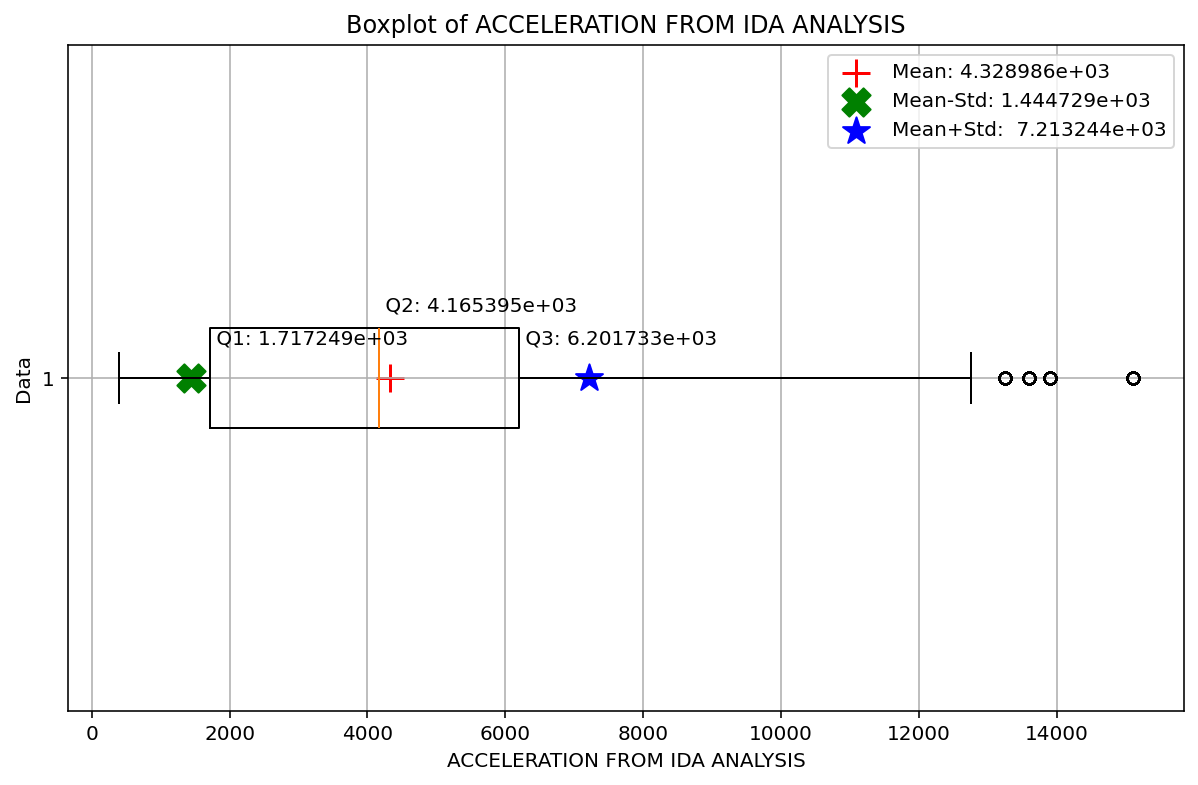 Boxplot of ACCELERATION FROM IDA ANALYSIS
Mean: 4.328986e+03
Mean-Std: 1.444729e+03
Mean+Std:  7.213244e+03
Q2: 4.165395e+03
Q1: 1.717249e+03
Q3: 6.201733e+03
Data
1
0 2000 4000 6000 8000 10000 12000 14000
ACCELERATION FROM IDA ANALYSIS